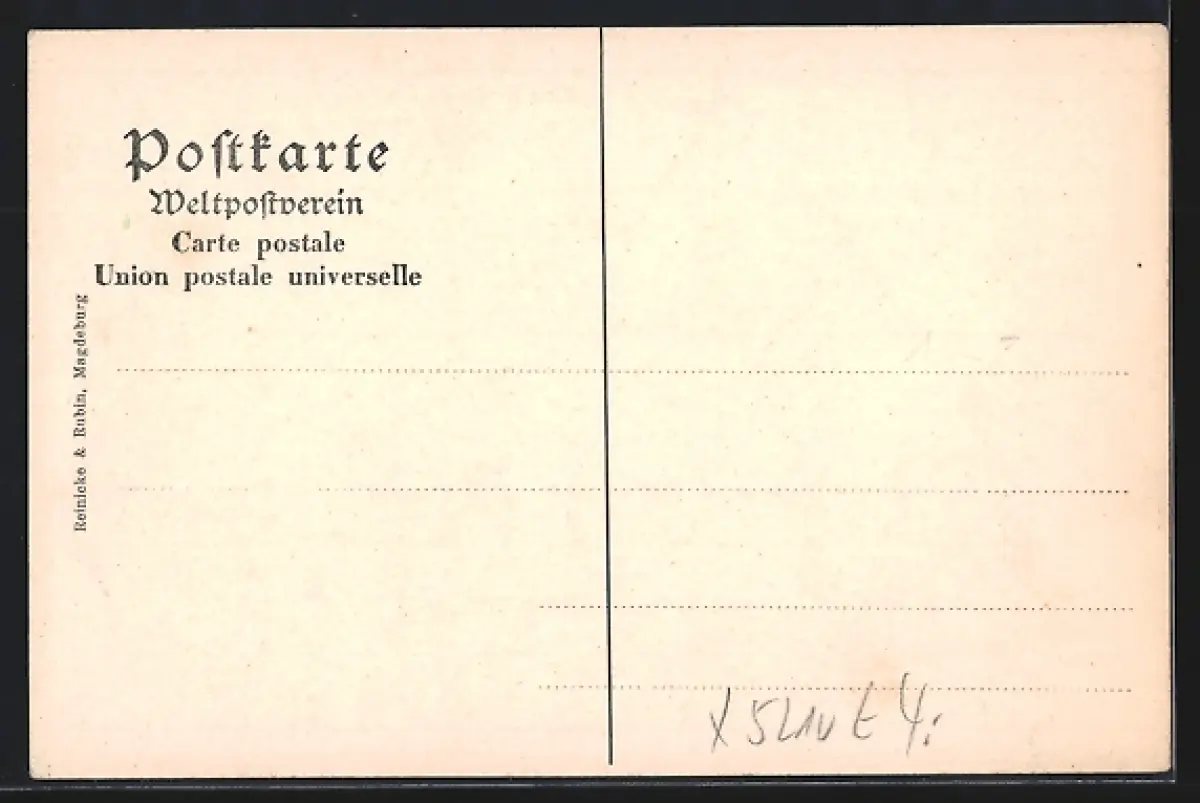 Postkarte
Weltpostverein
Carte postale
Union postale universelle
Reinicke & Rubin, Magdeburg